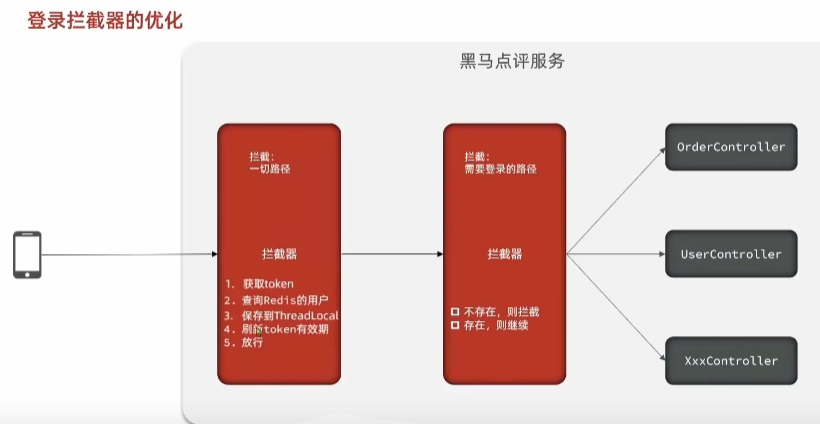 登录拦截器的优化
黑马点评服务
拦截：
一切路径
拦截器
1. 获取token
2. 查询Redis的用户
3. 保存到ThreadLocal
4. 刷新token有效期
5. 放行
拦截：
需要登录的路径
拦截器
不存在，则拦截
存在，则继续
OrderController
UserController
XxxController